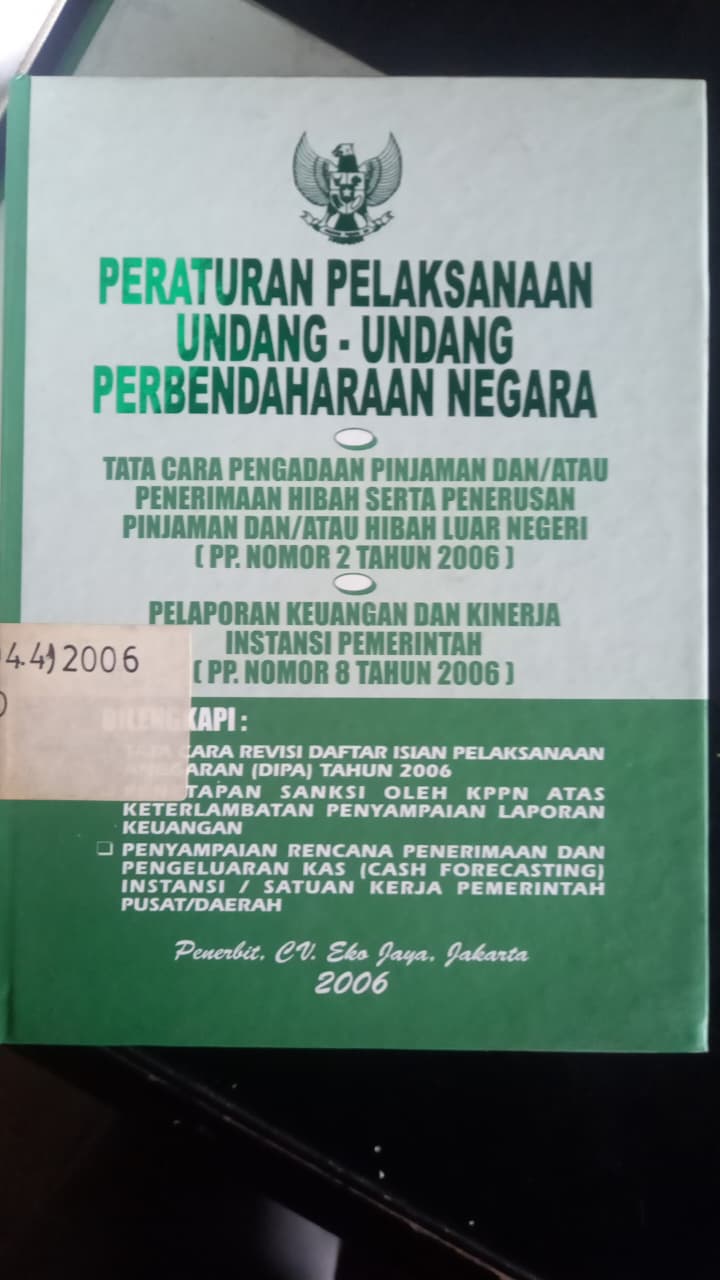 PERATURAN PELAKSANAAN
UNDANG - UNDANG
PERBENDAHARAAN NEGARA
TATA CARA PENGADAAN PINJAMAN DAN/ATAU
PENERIMAAN HIBAH SERTA PENERUSAN
PINJAMAN DAN/ATAU HIBAH LUAR NEGERI
( PP. NOMOR 2 TAHUN 2006 )
PELAPORAN KEUANGAN DAN KINERJA
INSTANSI PEMERINTAH
( PP. NOMOR 8 TAHUN 2006 )
4.4) 2006
DILENGKAPI :
TATA CARA REVISI DAFTAR ISIAN PELAKSANAAN
ANGGARAN (DIPA) TAHUN 2006
PENETAPAN SANKSI OLEH KPPN ATAS
KETERLAMBATAN PENYAMPAIAN LAPORAN
KEUANGAN
❑ PENYAMPAIAN RENCANA PENERIMAAN DAN
PENGELUARAN KAS (CASH FORECASTING)
INSTANSI / SATUAN KERJA PEMERINTAH
PUSAT/DAERAH
Penerbit, CV. Eko Jaya, Jakarta
2006